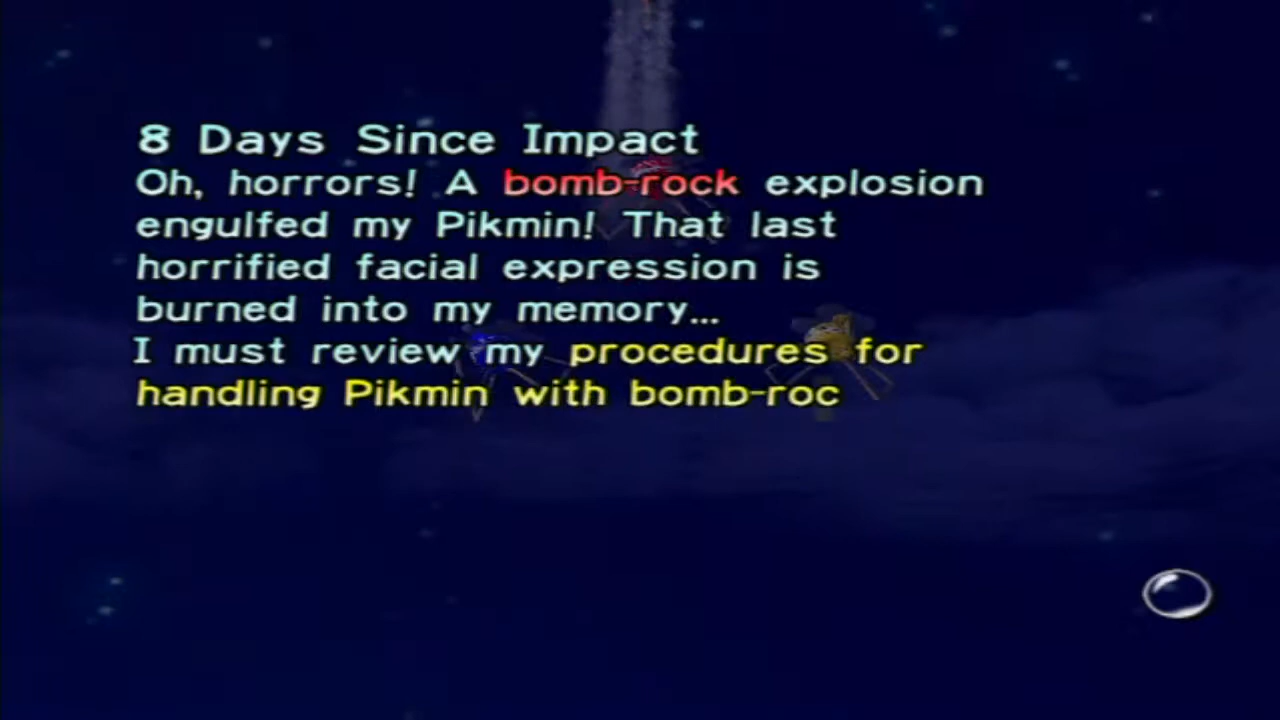 8 Days Since Impact
Oh, horrors! A bomb-rock explosion
engulfed my Pikmin! That last
horrified facial expression is
burned into my memory...
I must review my procedures for
handling Pikmin with bomb-roc